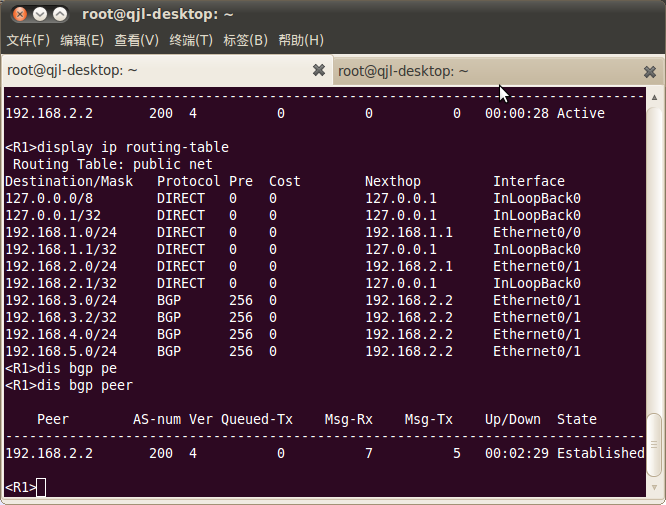 root@qjl-desktop: ~
文件(F) 编辑(E) 查看(V) 终端(T) 标签(B) 帮助(H)
root@qjl-desktop: ~ root@qjl-desktop: ~
--------------------------------------------------------------------------------
192.168.2.2       200  4          0          0          0   00:00:28 Active
<R1>display ip routing-table
 Routing Table: public net
Destination/Mask   Protocol Pre  Cost        Nexthop         Interface
127.0.0.0/8        DIRECT   0    0           127.0.0.1       InLoopBack0
127.0.0.1/32       DIRECT   0    0           127.0.0.1       InLoopBack0
192.168.1.0/24     DIRECT   0    0           192.168.1.1     Ethernet0/0
192.168.1.1/32     DIRECT   0    0           127.0.0.1       InLoopBack0
192.168.2.0/24     DIRECT   0    0           192.168.2.1     Ethernet0/1
192.168.2.1/32     DIRECT   0    0           127.0.0.1       InLoopBack0
192.168.3.0/24     BGP      256  0           192.168.2.2     Ethernet0/1
192.168.3.2/32     BGP      256  0           192.168.2.2     Ethernet0/1
192.168.4.0/24     BGP      256  0           192.168.2.2     Ethernet0/1
192.168.5.0/24     BGP      256  0           192.168.2.2     Ethernet0/1
<R1>dis bgp pe
<R1>dis bgp peer
    Peer        AS-num Ver Queued-Tx    Msg-Rx    Msg-Tx    Up/Down  State
--------------------------------------------------------------------------------
192.168.2.2       200  4          0          7          5   00:02:29 Established
<R1>